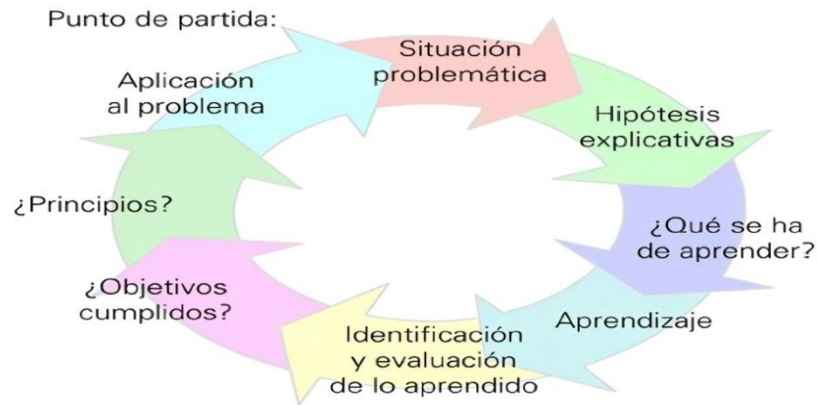 Punto de partida:
Situación
problemática
Hipótesis
explicativas
¿Qué se ha
de aprender?
Aprendizaje
Identificación
y evaluación
de lo aprendido
¿Objetivos
cumplidos?
¿Principios?
Aplicación
al problema